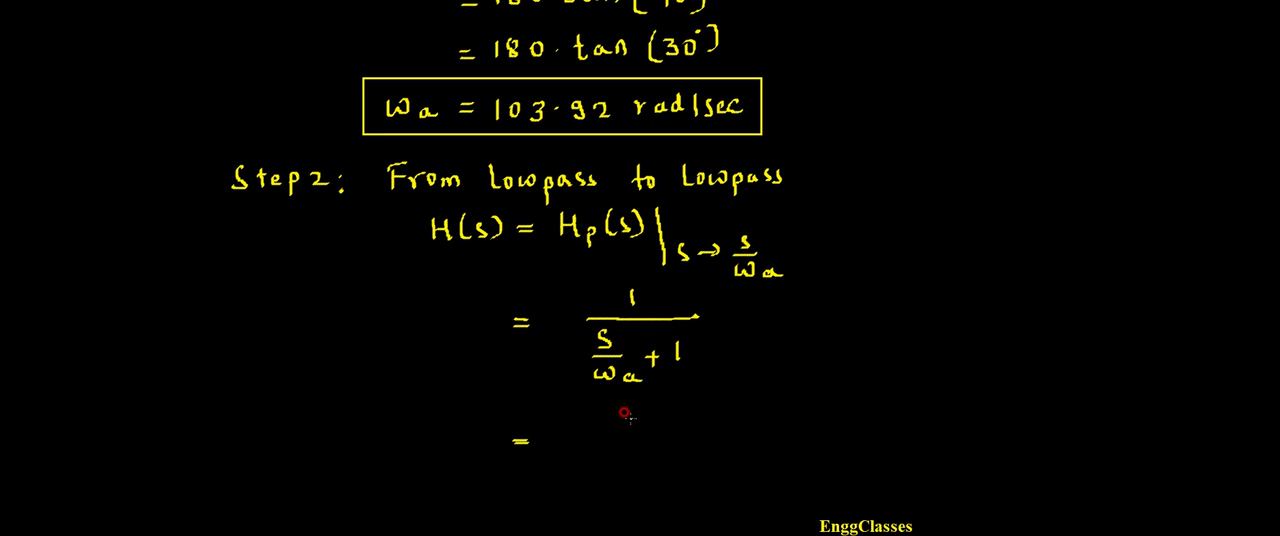 = 180 · tan (30°)
ωa = 103.92 rad/sec
Step 2: From lowpass to Lowpass
H(s) = Hp(s) | s → s/ωa
= 1 / (s/ωa + 1)
=
EnggClasses